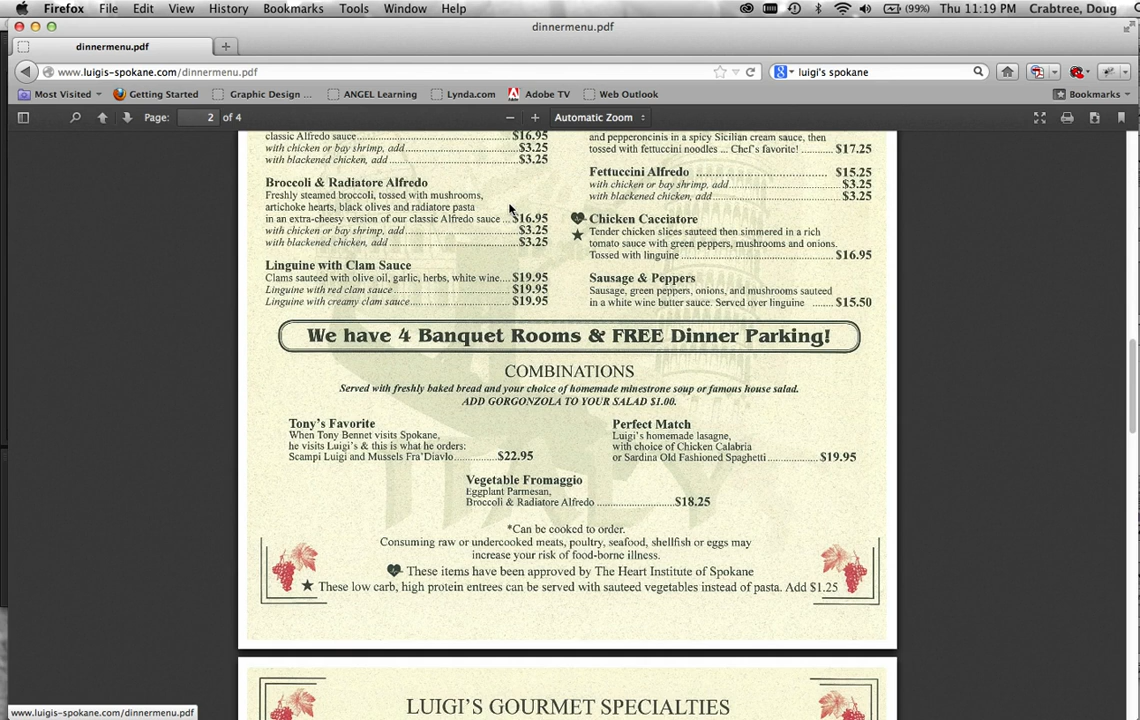 Firefox File Edit View History Bookmarks Tools Window Help (99%) Thu 11:19 PM Crabtree, Doug
dinnermenu.pdf
dinnermenu.pdf +
www.luigis-spokane.com/dinnermenu.pdf luigi's spokane
Most Visited Getting Started Graphic Design ... ANGEL Learning Lynda.com Adobe TV Web Outlook Bookmarks
Page: 2 of 4 Automatic Zoom
classic Alfredo sauce................................................$16.95
with chicken or bay shrimp, add...............................$3.25
with blackened chicken, add....................................$3.25
Broccoli & Radiatore Alfredo
Freshly steamed broccoli, tossed with mushrooms,
artichoke hearts, black olives and radiatore pasta
in an extra-cheesy version of our classic Alfredo sauce ...$16.95
with chicken or bay shrimp, add...............................$3.25
with blackened chicken, add....................................$3.25
Linguine with Clam Sauce
Clams sauteed with olive oil, garlic, herbs, white wine....$19.95
Linguine with red clam sauce ..................................$19.95
Linguine with creamy clam sauce..............................$19.95
and pepperoncinis in a spicy Sicilian cream sauce, then
tossed with fettuccini noodles ... Chef's favorite! ..........$17.25
Fettuccini Alfredo ....................................... $15.25
with chicken or bay shrimp, add...............................$3.25
with blackened chicken, add....................................$3.25
Chicken Cacciatore
Tender chicken slices sauteed then simmered in a rich
tomato sauce with green peppers, mushrooms and onions.
Tossed with linguine ..............................................$16.95
Sausage & Peppers
Sausage, green peppers, onions, and mushrooms sauteed
in a white wine butter sauce. Served over linguine .......$15.50
We have 4 Banquet Rooms & FREE Dinner Parking!
COMBINATIONS
Served with freshly baked bread and your choice of homemade minestrone soup or famous house salad.
ADD GORGONZOLA TO YOUR SALAD $1.00.
Tony's Favorite
When Tony Bennet visits Spokane,
he visits Luigi's & this is what he orders:
Scampi Luigi and Mussels Fra'Diavlo.............$22.95
Perfect Match
Luigi's homemade lasagne,
with choice of Chicken Calabria
or Sardina Old Fashioned Spaghetti................$19.95
Vegetable Fromaggio
Eggplant Parmesan,
Broccoli & Radiatore Alfredo ........................$18.25
*Can be cooked to order.
Consuming raw or undercooked meats, poultry, seafood, shellfish or eggs may
increase your risk of food-borne illness.
These items have been approved by The Heart Institute of Spokane
These low carb, high protein entrees can be served with sauteed vegetables instead of pasta. Add $1.25
LUIGI'S GOURMET SPECIALTIES
www.luigis-spokane.com/dinnermenu.pdf